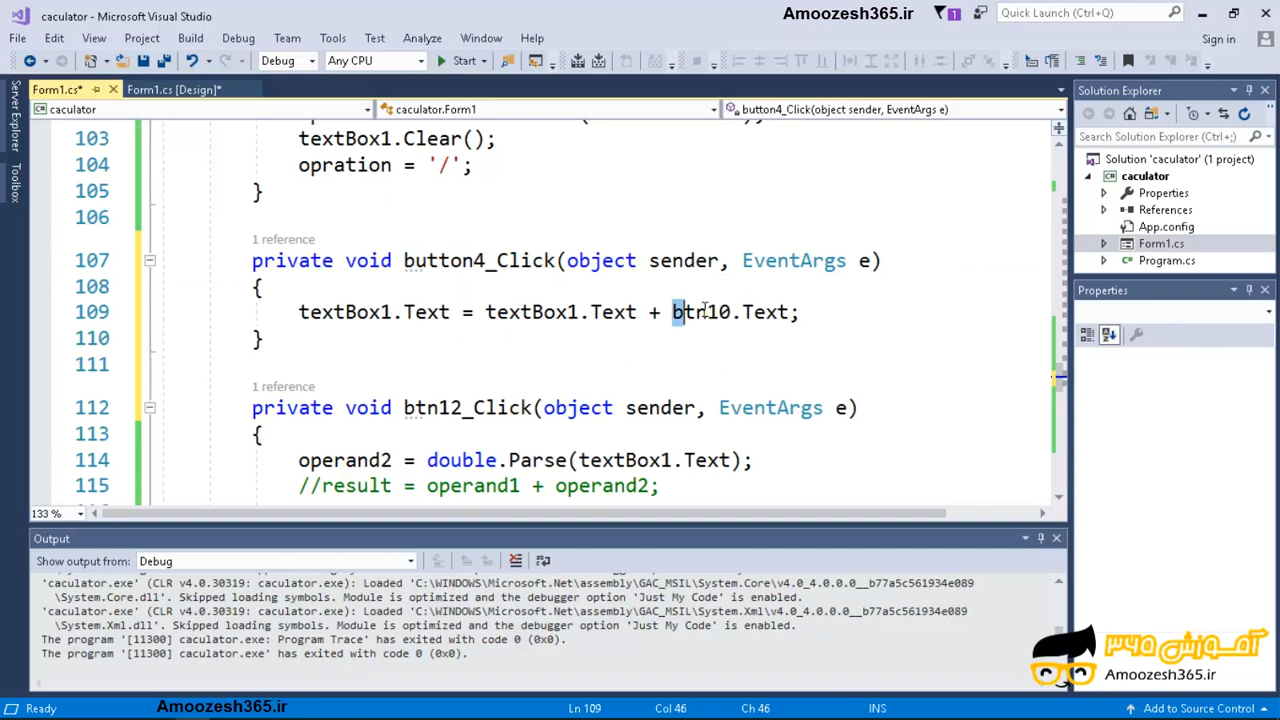 caculator - Microsoft Visual Studio
Amoozesh365.ir
1
Quick Launch (Ctrl+Q)
File Edit View Project Build Debug Team Tools Test Analyze Window Help
Sign in
Debug Any CPU Start
Server Explorer
Toolbox
Form1.cs* Form1.cs [Design]*
caculator caculator.Form1 button4_Click(object sender, EventArgs e)
103 textBox1.Clear();
104 opration = '/';
105 }
106
1 reference
107 private void button4_Click(object sender, EventArgs e)
108 {
109 textBox1.Text = textBox1.Text + btn10.Text;
110 }
111
1 reference
112 private void btn12_Click(object sender, EventArgs e)
113 {
114 operand2 = double.Parse(textBox1.Text);
115 //result = operand1 + operand2;
133 %
Solution Explorer
Search Solution Explorer (Ctrl+;)
Solution 'caculator' (1 project)
caculator
Properties
References
App.config
Form1.cs
Program.cs
Properties
Output
Show output from: Debug
'caculator.exe' (CLR v4.0.30319: caculator.exe): Loaded 'C:\WINDOWS\Microsoft.Net\assembly\GAC_MSIL\System.Core\v4.0_4.0.0.0__b77a5c561934e089
\System.Core.dll'. Skipped loading symbols. Module is optimized and the debugger option 'Just My Code' is enabled.
'caculator.exe' (CLR v4.0.30319: caculator.exe): Loaded 'C:\WINDOWS\Microsoft.Net\assembly\GAC_MSIL\System.Xml\v4.0_4.0.0.0__b77a5c561934e089
\System.Xml.dll'. Skipped loading symbols. Module is optimized and the debugger option 'Just My Code' is enabled.
The program '[11300] caculator.exe: Program Trace' has exited with code 0 (0x0).
The program '[11300] caculator.exe' has exited with code 0 (0x0).
آموزش ۳۶۵
Amoozesh365.ir
Ready
Amoozesh365.ir
Ln 109 Col 46 Ch 46 INS
Add to Source Control